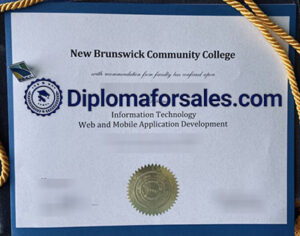 New Brunswick Community College
with recommendation from faculty has conferred upon
Diplomaforsales.com
Information Technology
Web and Mobile Application Development